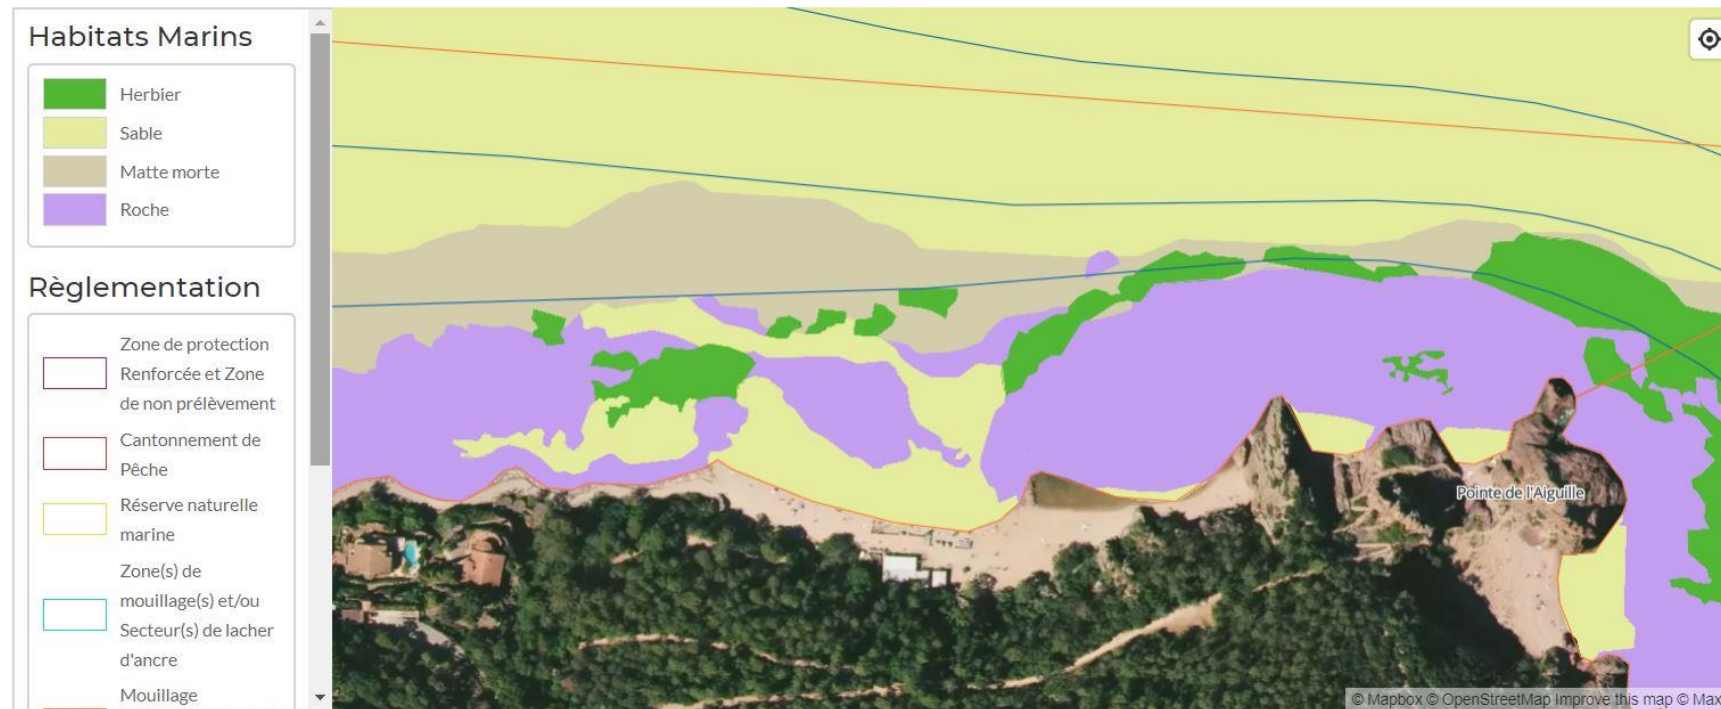 Habitats Marins
Herbier
Sable
Matte morte
Roche
Règlementation
Zone de protection
Renforcée et Zone
de non prélèvement
Cantonnement de
Pêche
Réserve naturelle
marine
Zone(s) de
mouillage(s) et/ou
Secteur(s) de lacher
d'ancre
Mouillage
Pointe de l'Aiguille
© Mapbox © OpenStreetMap Improve this map © Max